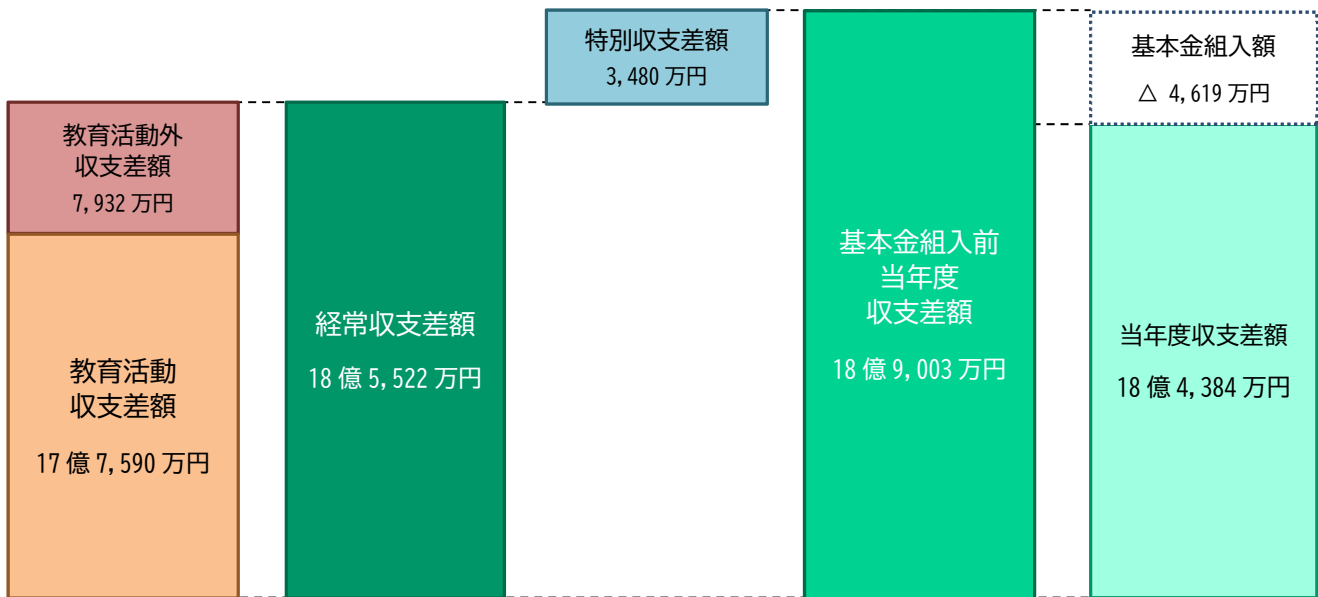 教育活動外
収支差額
7,932 万円
教育活動
収支差額
17 億 7,590 万円
経常収支差額
18 億 5,522 万円
特別収支差額
3,480 万円
基本金組入前
当年度
収支差額
18 億 9,003 万円
基本金組入額
△ 4,619 万円
当年度収支差額
18 億 4,384 万円